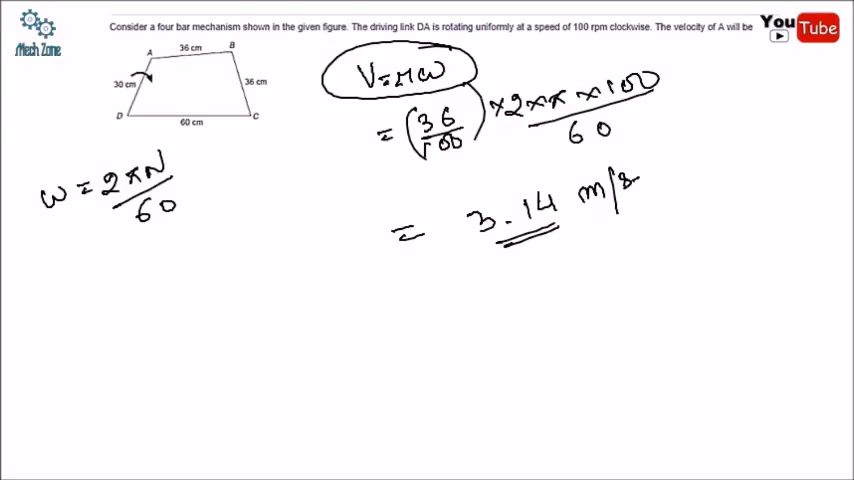 Consider a four bar mechanism shown in the given figure. The driving link DA is rotating uniformly at a speed of 100 rpm clockwise. The velocity of A will be
You Tube
Mech Zone
A
36 cm
B
30 cm
36 cm
D
60 cm
C
V=rω
= (36/100) × 2×π×100/60
ω = 2πN/60
= 3.14 m/s